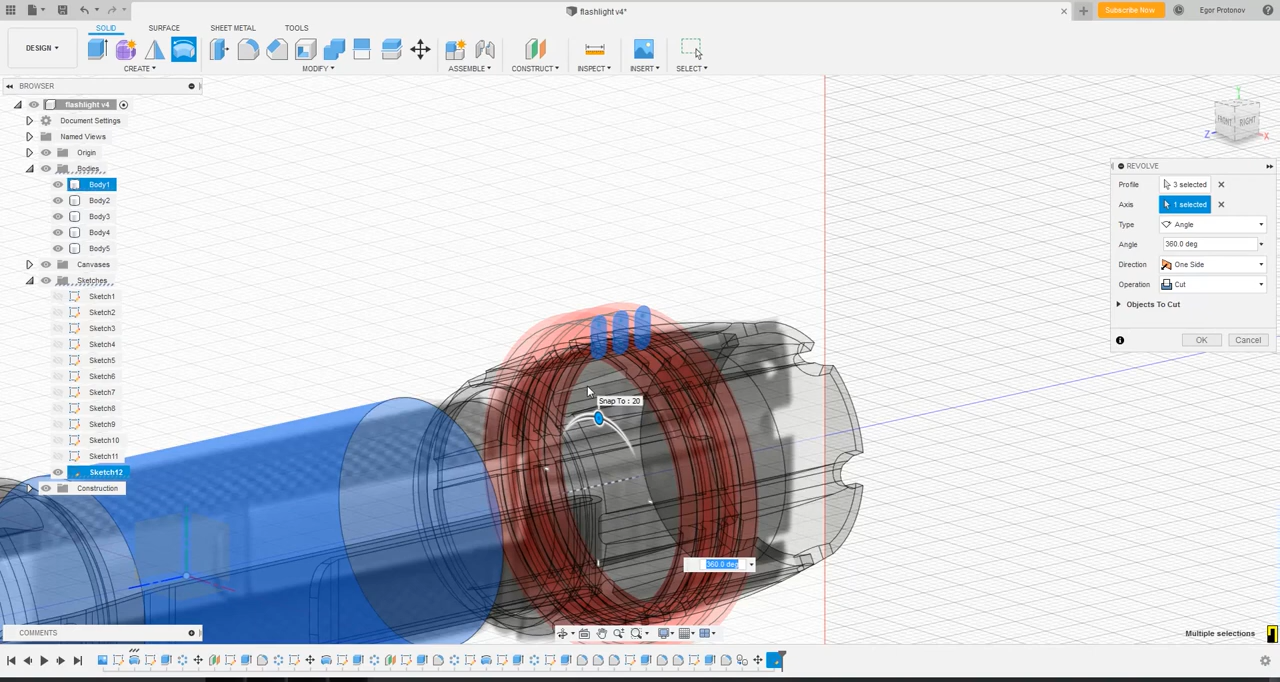 flashlight v4*
Subscribe Now
Egor Protonov
SOLID SURFACE SHEET METAL TOOLS
DESIGN
CREATE MODIFY ASSEMBLE CONSTRUCT INSPECT INSERT SELECT
BROWSER
flashlight v4
Document Settings
Named Views
Origin
Bodies
Body1
Body2
Body3
Body4
Body5
Canvases
Sketches
Sketch1
Sketch2
Sketch3
Sketch4
Sketch5
Sketch6
Sketch7
Sketch8
Sketch9
Sketch10
Sketch11
Sketch12
Construction
Snap To : 20
360.0 deg
Y
FRONT RIGHT
Z X
REVOLVE
Profile 3 selected
Axis 1 selected
Type Angle
Angle 360.0 deg
Direction One Side
Operation Cut
Objects To Cut
OK Cancel
COMMENTS
Multiple selections